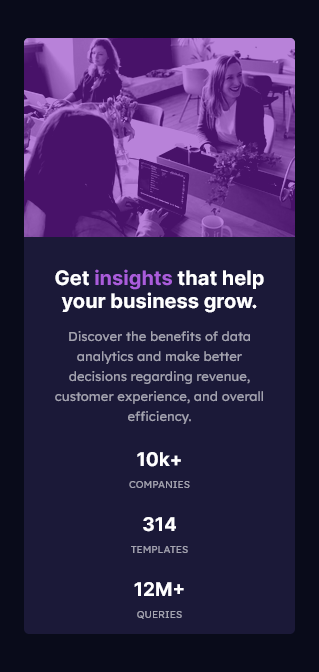 Get insights that help
your business grow.
Discover the benefits of data
analytics and make better
decisions regarding revenue,
customer experience, and overall
efficiency.
10k+
COMPANIES
314
TEMPLATES
12M+
QUERIES